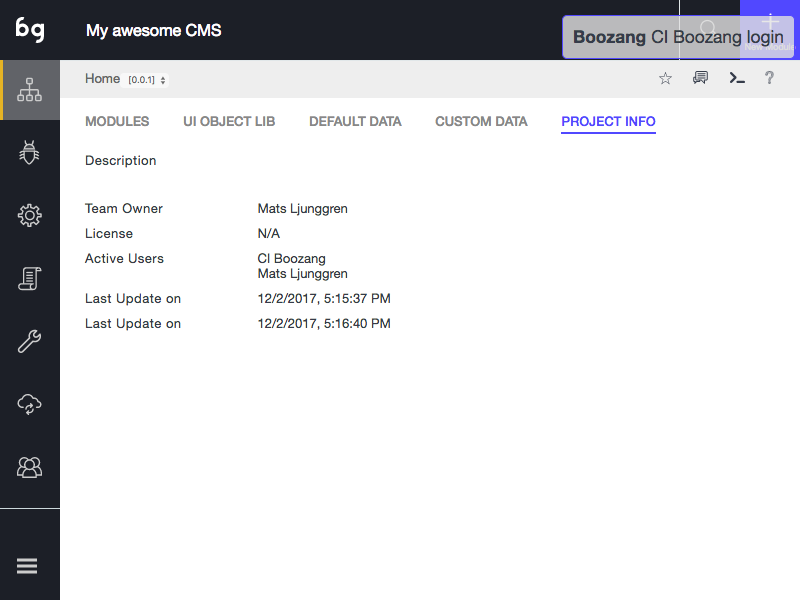 bg
My awesome CMS
Boozang CI Boozang login
New Module
Home [0.0.1]
?
MODULES UI OBJECT LIB DEFAULT DATA CUSTOM DATA PROJECT INFO
Description
Team Owner Mats Ljunggren
License N/A
Active Users CI Boozang
Mats Ljunggren
Last Update on 12/2/2017, 5:15:37 PM
Last Update on 12/2/2017, 5:16:40 PM